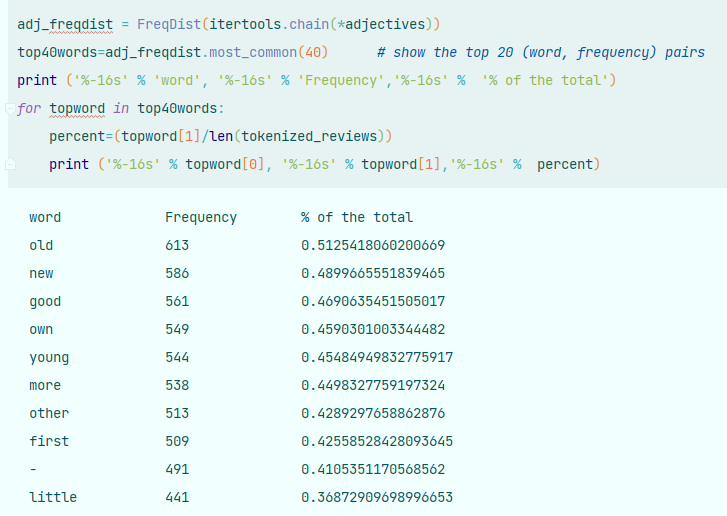 adj_freqdist = FreqDist(itertools.chain(*adjectives))
top40words=adj_freqdist.most_common(40)      # show the top 20 (word, frequency) pairs
print ('%-16s' % 'word', '%-16s' % 'Frequency','%-16s' %  '% of the total')
for topword in top40words:
    percent=(topword[1]/len(tokenized_reviews))
    print ('%-16s' % topword[0], '%-16s' % topword[1],'%-16s' %  percent)
word             Frequency        % of the total
old              613              0.5125418060200669
new              586              0.4899665551839465
good             561              0.4690635451505017
own              549              0.4590301003344482
young            544              0.45484949832775917
more             538              0.4498327759197324
other            513              0.4289297658862876
first            509              0.42558528428093645
-                491              0.4105351170568562
little           441              0.36872909698996653